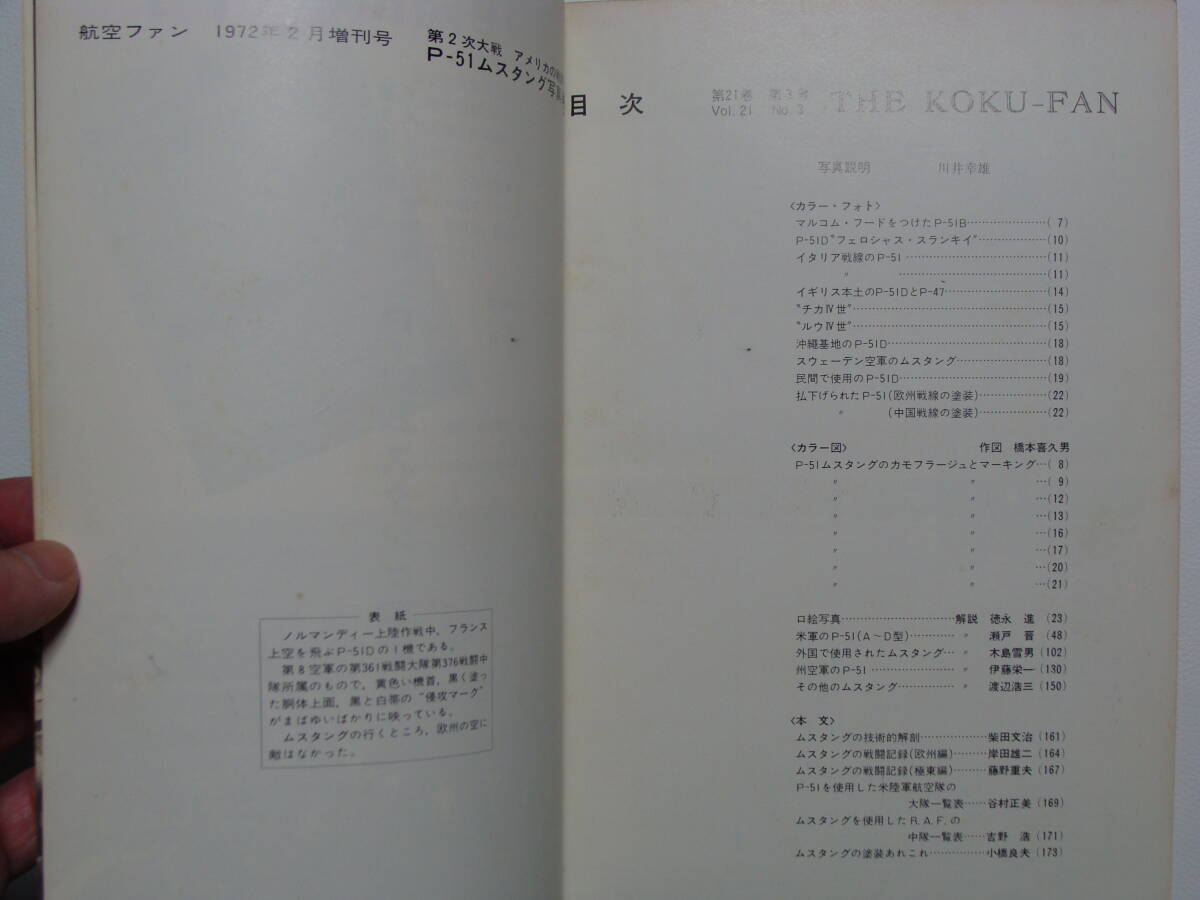 航空ファン 1972年2月増刊号
第2次大戦 アメリカの
P-51ムスタング写真
目次
第21巻 第3号
Vol. 21 No. 3
THE KOKU-FAN
写真説明 川井幸雄
〈カラー・フォト〉
マルコム・フードをつけたP-51B…………………( 7)
P-51D〝フェロシャス・スランキイ〟………………(10)
イタリア戦線のP-51 ………………………………(11)
〃 ………………………………(11)
イギリス本土のP-51DとP-47………………………(14)
〝チカⅣ世〟……………………………………………(15)
〝ルウⅣ世〟……………………………………………(15)
沖縄基地のP-51D……………………………………(18)
スウェーデン空軍のムスタング……………………(18)
民間で使用のP-51D…………………………………(19)
払下げられたP-51(欧州戦線の塗装)………………(22)
〃 (中国戦線の塗装)………………(22)
〈カラー図〉 作図 橋本喜久男
P-51ムスタングのカモフラージュとマーキング…( 8)
〃 〃 …( 9)
〃 〃 …(12)
〃 〃 …(13)
〃 〃 …(16)
〃 〃 …(17)
〃 〃 …(20)
〃 〃 …(21)
口絵写真…………………………解説 徳永 進 (23)
米軍のP-51(A～D型)………… 〃 瀬戸 晋 (48)
外国で使用されたムスタング… 〃 木島雪男(102)
州空軍のP-51 ………………… 〃 伊藤栄一(130)
その他のムスタング…………… 〃 渡辺浩三(150)
〈本 文〉
ムスタングの技術的解剖…………………柴田文治(161)
ムスタングの戦闘記録(欧州編)…………岸田雄二(164)
ムスタングの戦闘記録(極東編)…………藤野重夫(167)
P-51を使用した米陸軍航空隊の
大隊一覧表……谷村正美(169)
ムスタングを使用したR.A.F.の
中隊一覧表……吉野 浩(171)
ムスタングの塗装あれこれ………………小橋良夫(173)
表紙
ノルマンディー上陸作戦中，フランス
上空を飛ぶP-51Dの1機である。
第8空軍の第361戦闘大隊第376戦闘中
隊所属のもので，黄色い機首，黒く塗っ
た胴体上面，黒と白帯の〝侵攻マーク〟
がまばゆいばかりに映っている。
ムスタングの行くところ，欧州の空に
敵はなかった。